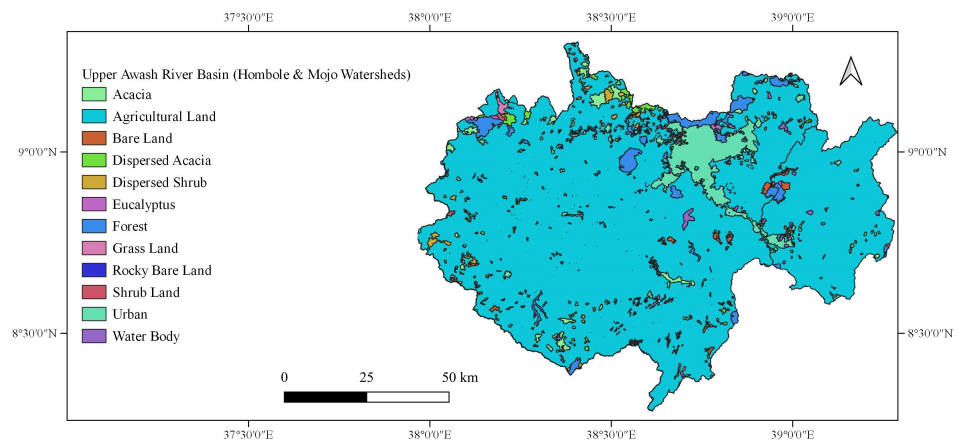 37°30'0"E 38°0'0"E 38°30'0"E 39°0'0"E
Upper Awash River Basin (Hombole & Mojo Watersheds)
Acacia
Agricultural Land
Bare Land
9°0'0"N 9°0'0"N
Dispersed Acacia
Dispersed Shrub
Eucalyptus
Forest
Grass Land
Rocky Bare Land
Shrub Land
Urban
Water Body
8°30'0"N 8°30'0"N
0 25 50 km
37°30'0"E 38°0'0"E 38°30'0"E 39°0'0"E